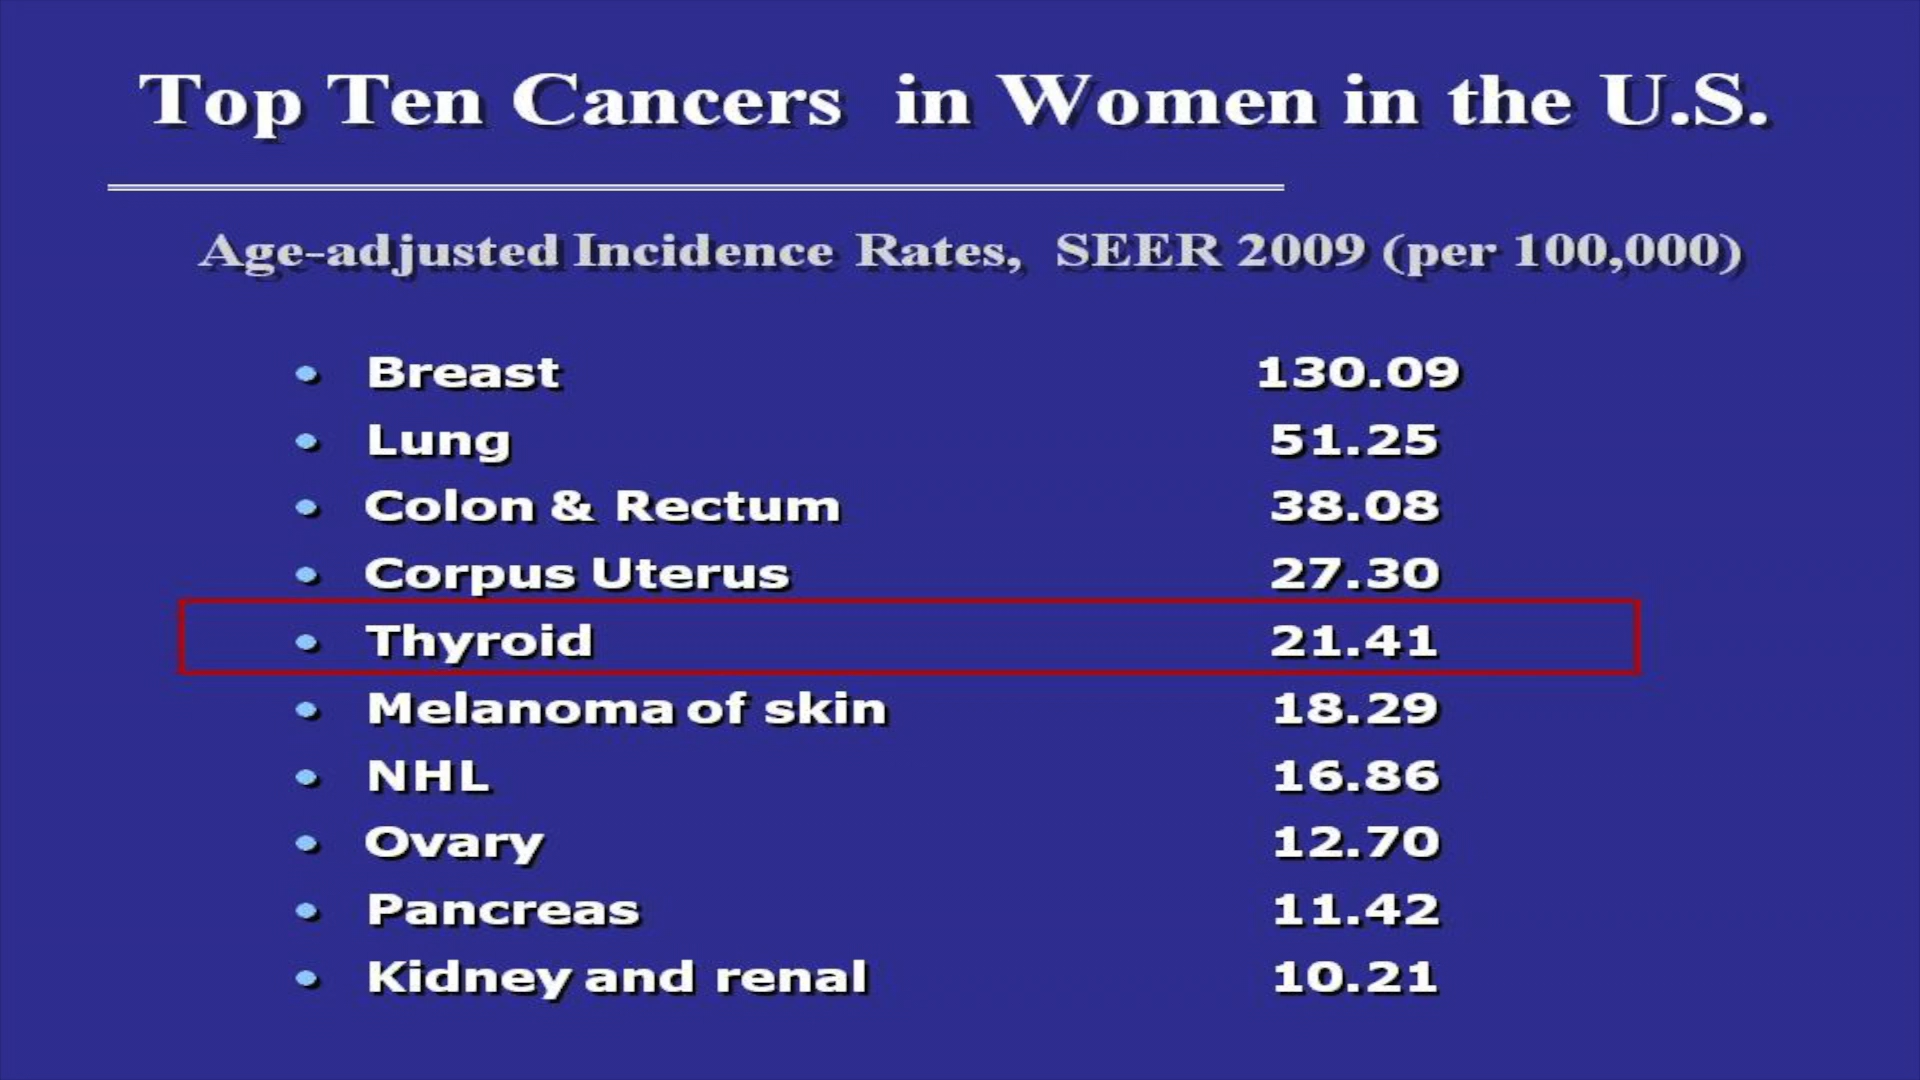 Top Ten Cancers in Women in the U.S.
Age-adjusted Incidence Rates, SEER 2009 (per 100,000)
• Breast 130.09
• Lung 51.25
• Colon & Rectum 38.08
• Corpus Uterus 27.30
• Thyroid 21.41
• Melanoma of skin 18.29
• NHL 16.86
• Ovary 12.70
• Pancreas 11.42
• Kidney and renal 10.21